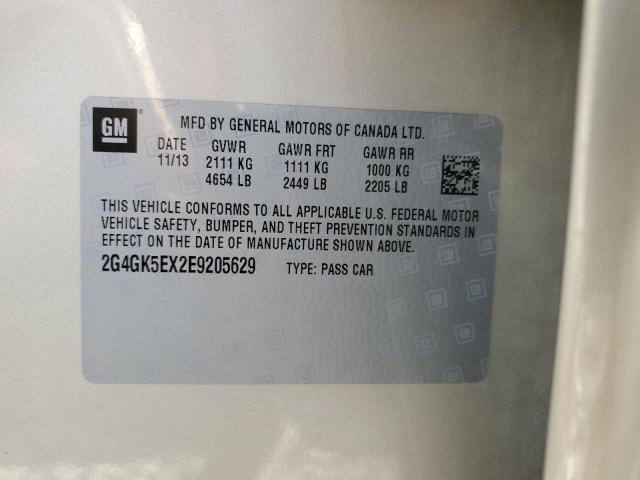 GM
MFD BY GENERAL MOTORS OF CANADA LTD.
DATE GVWR GAWR FRT GAWR RR
11/13 2111 KG 1111 KG 1000 KG
4654 LB 2449 LB 2205 LB
THIS VEHICLE CONFORMS TO ALL APPLICABLE U.S. FEDERAL MOTOR
VEHICLE SAFETY, BUMPER, AND THEFT PREVENTION STANDARDS IN
EFFECT ON THE DATE OF MANUFACTURE SHOWN ABOVE.
2G4GK5EX2E9205629 TYPE: PASS CAR